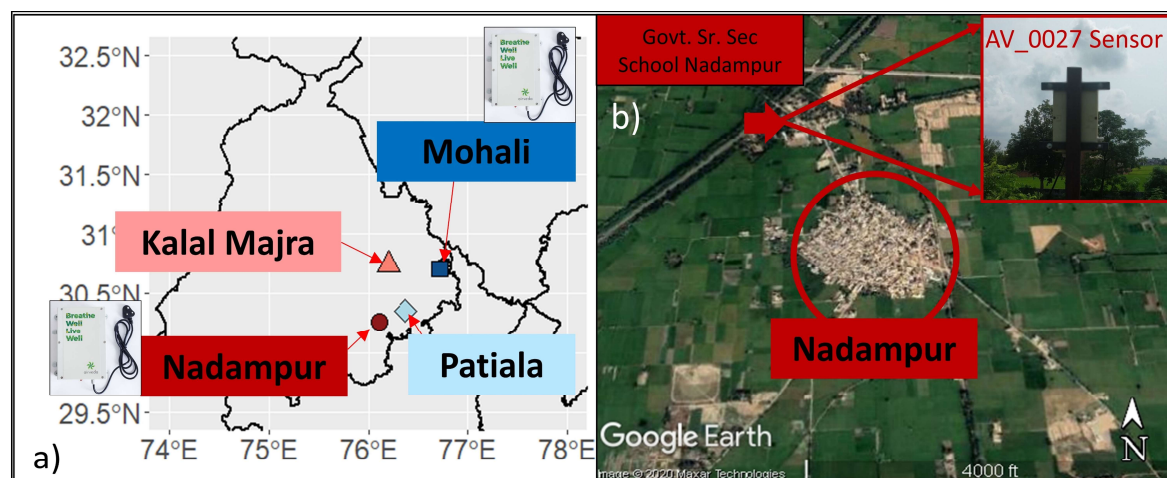 32.5°N
32°N
31.5°N
31°N
30.5°N
29.5°N
74°E
75°E
76°E
77°E
78°E
Breathe
Well
Live
Well
Mohali
Kalal Majra
Breathe
Well
Live
Well
Nadampur
Patiala
a)
Govt. Sr. Sec
School Nadampur
AV_0027 Sensor
b)
Nadampur
Google Earth
Image © 2020 Maxar Technologies
4000 ft
N